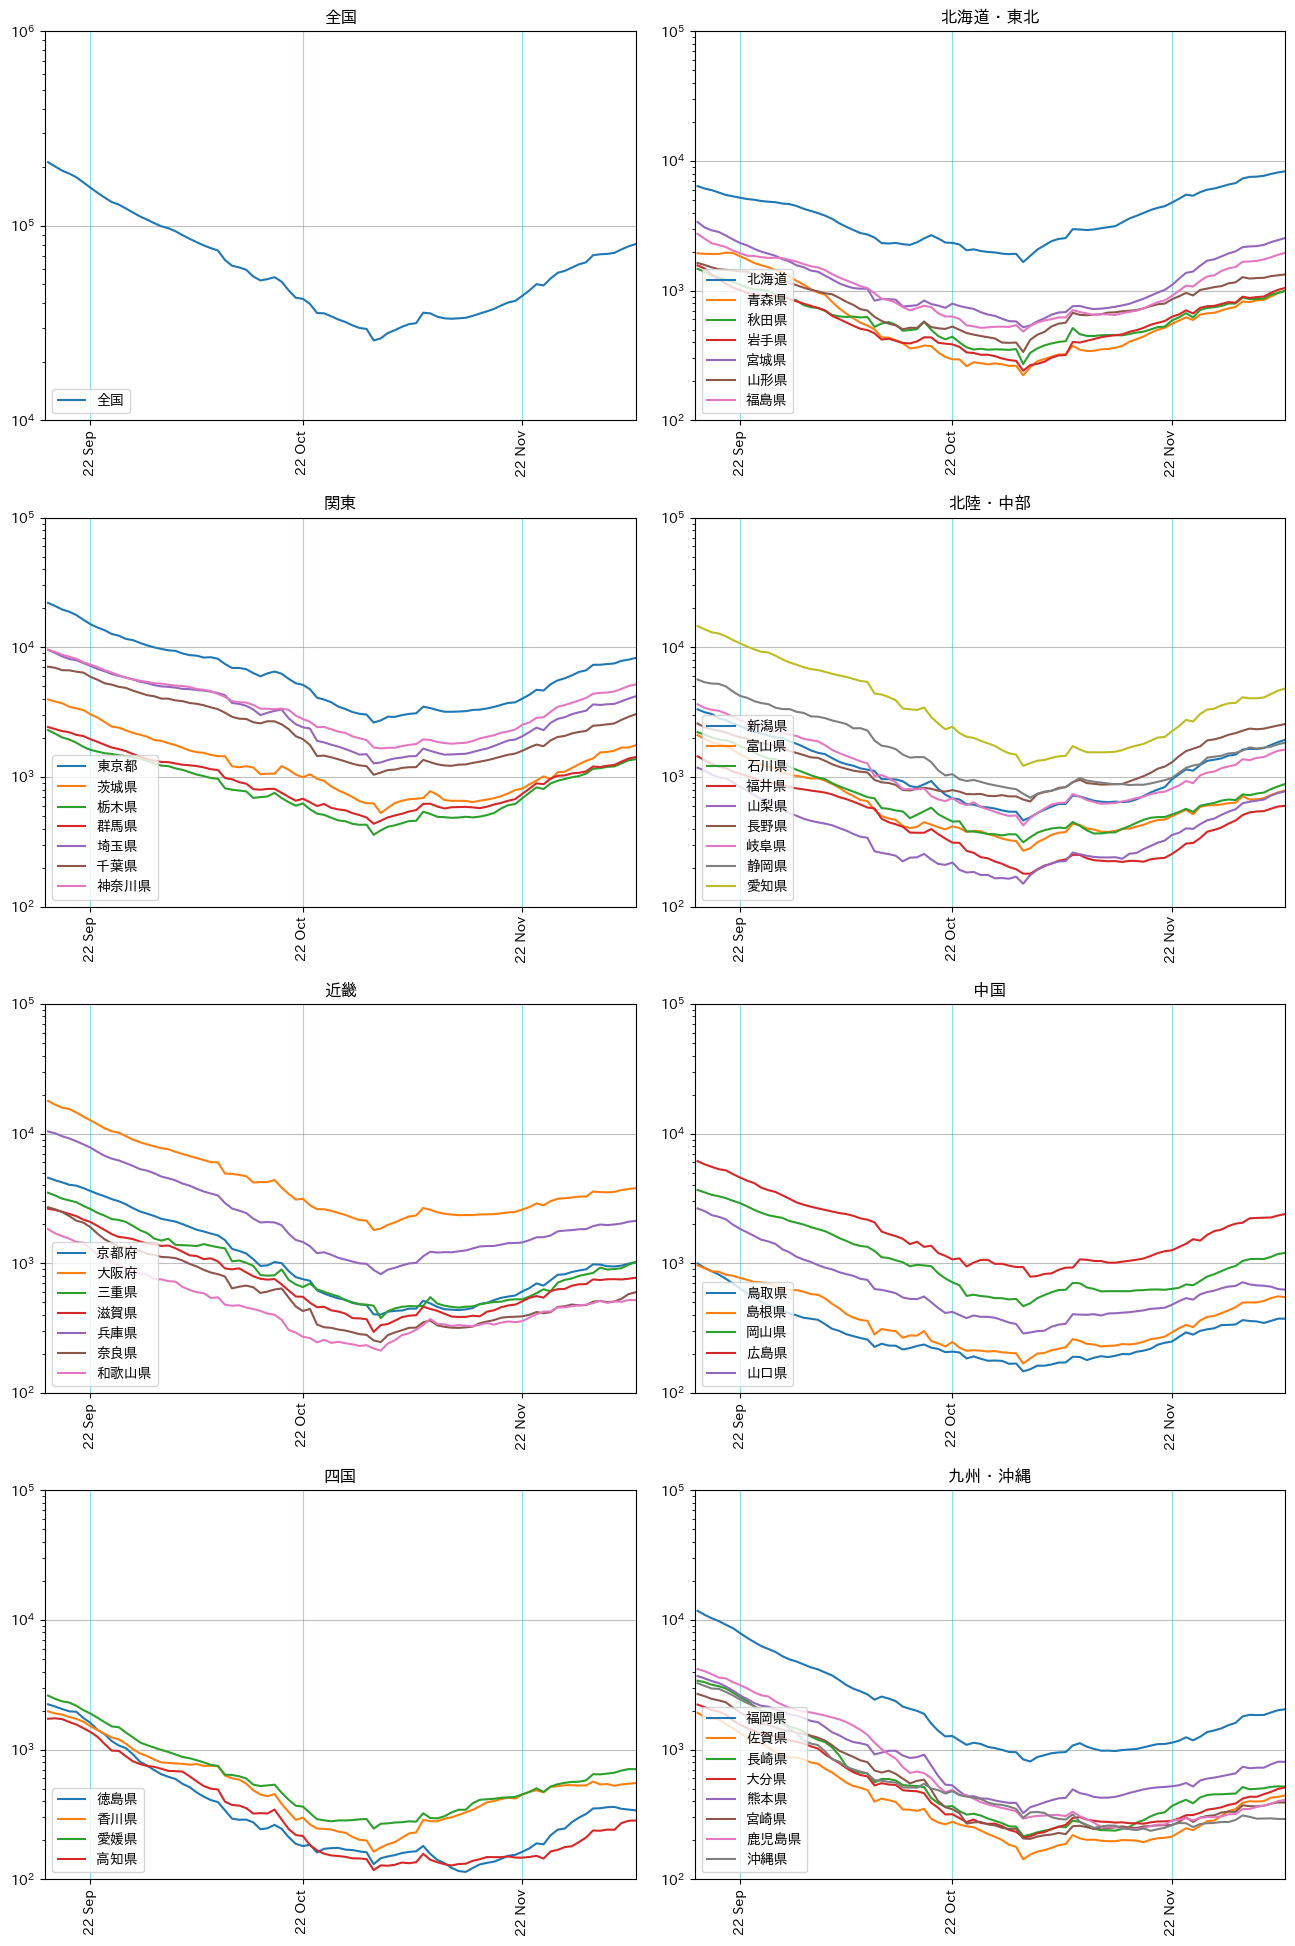 全国
10^6
10^5
10^4
22 Sep
22 Oct
22 Nov
全国
北海道・東北
10^5
10^4
10^3
10^2
22 Sep
22 Oct
22 Nov
北海道
青森県
秋田県
岩手県
宮城県
山形県
福島県
関東
10^5
10^4
10^3
10^2
22 Sep
22 Oct
22 Nov
東京都
茨城県
栃木県
群馬県
埼玉県
千葉県
神奈川県
北陸・中部
10^5
10^4
10^3
10^2
22 Sep
22 Oct
22 Nov
新潟県
富山県
石川県
福井県
山梨県
長野県
岐阜県
静岡県
愛知県
近畿
10^5
10^4
10^3
10^2
22 Sep
22 Oct
22 Nov
京都府
大阪府
三重県
滋賀県
兵庫県
奈良県
和歌山県
中国
10^5
10^4
10^3
10^2
22 Sep
22 Oct
22 Nov
鳥取県
島根県
岡山県
広島県
山口県
四国
10^5
10^4
10^3
10^2
22 Sep
22 Oct
22 Nov
徳島県
香川県
愛媛県
高知県
九州・沖縄
10^5
10^4
10^3
10^2
22 Sep
22 Oct
22 Nov
福岡県
佐賀県
長崎県
大分県
熊本県
宮崎県
鹿児島県
沖縄県